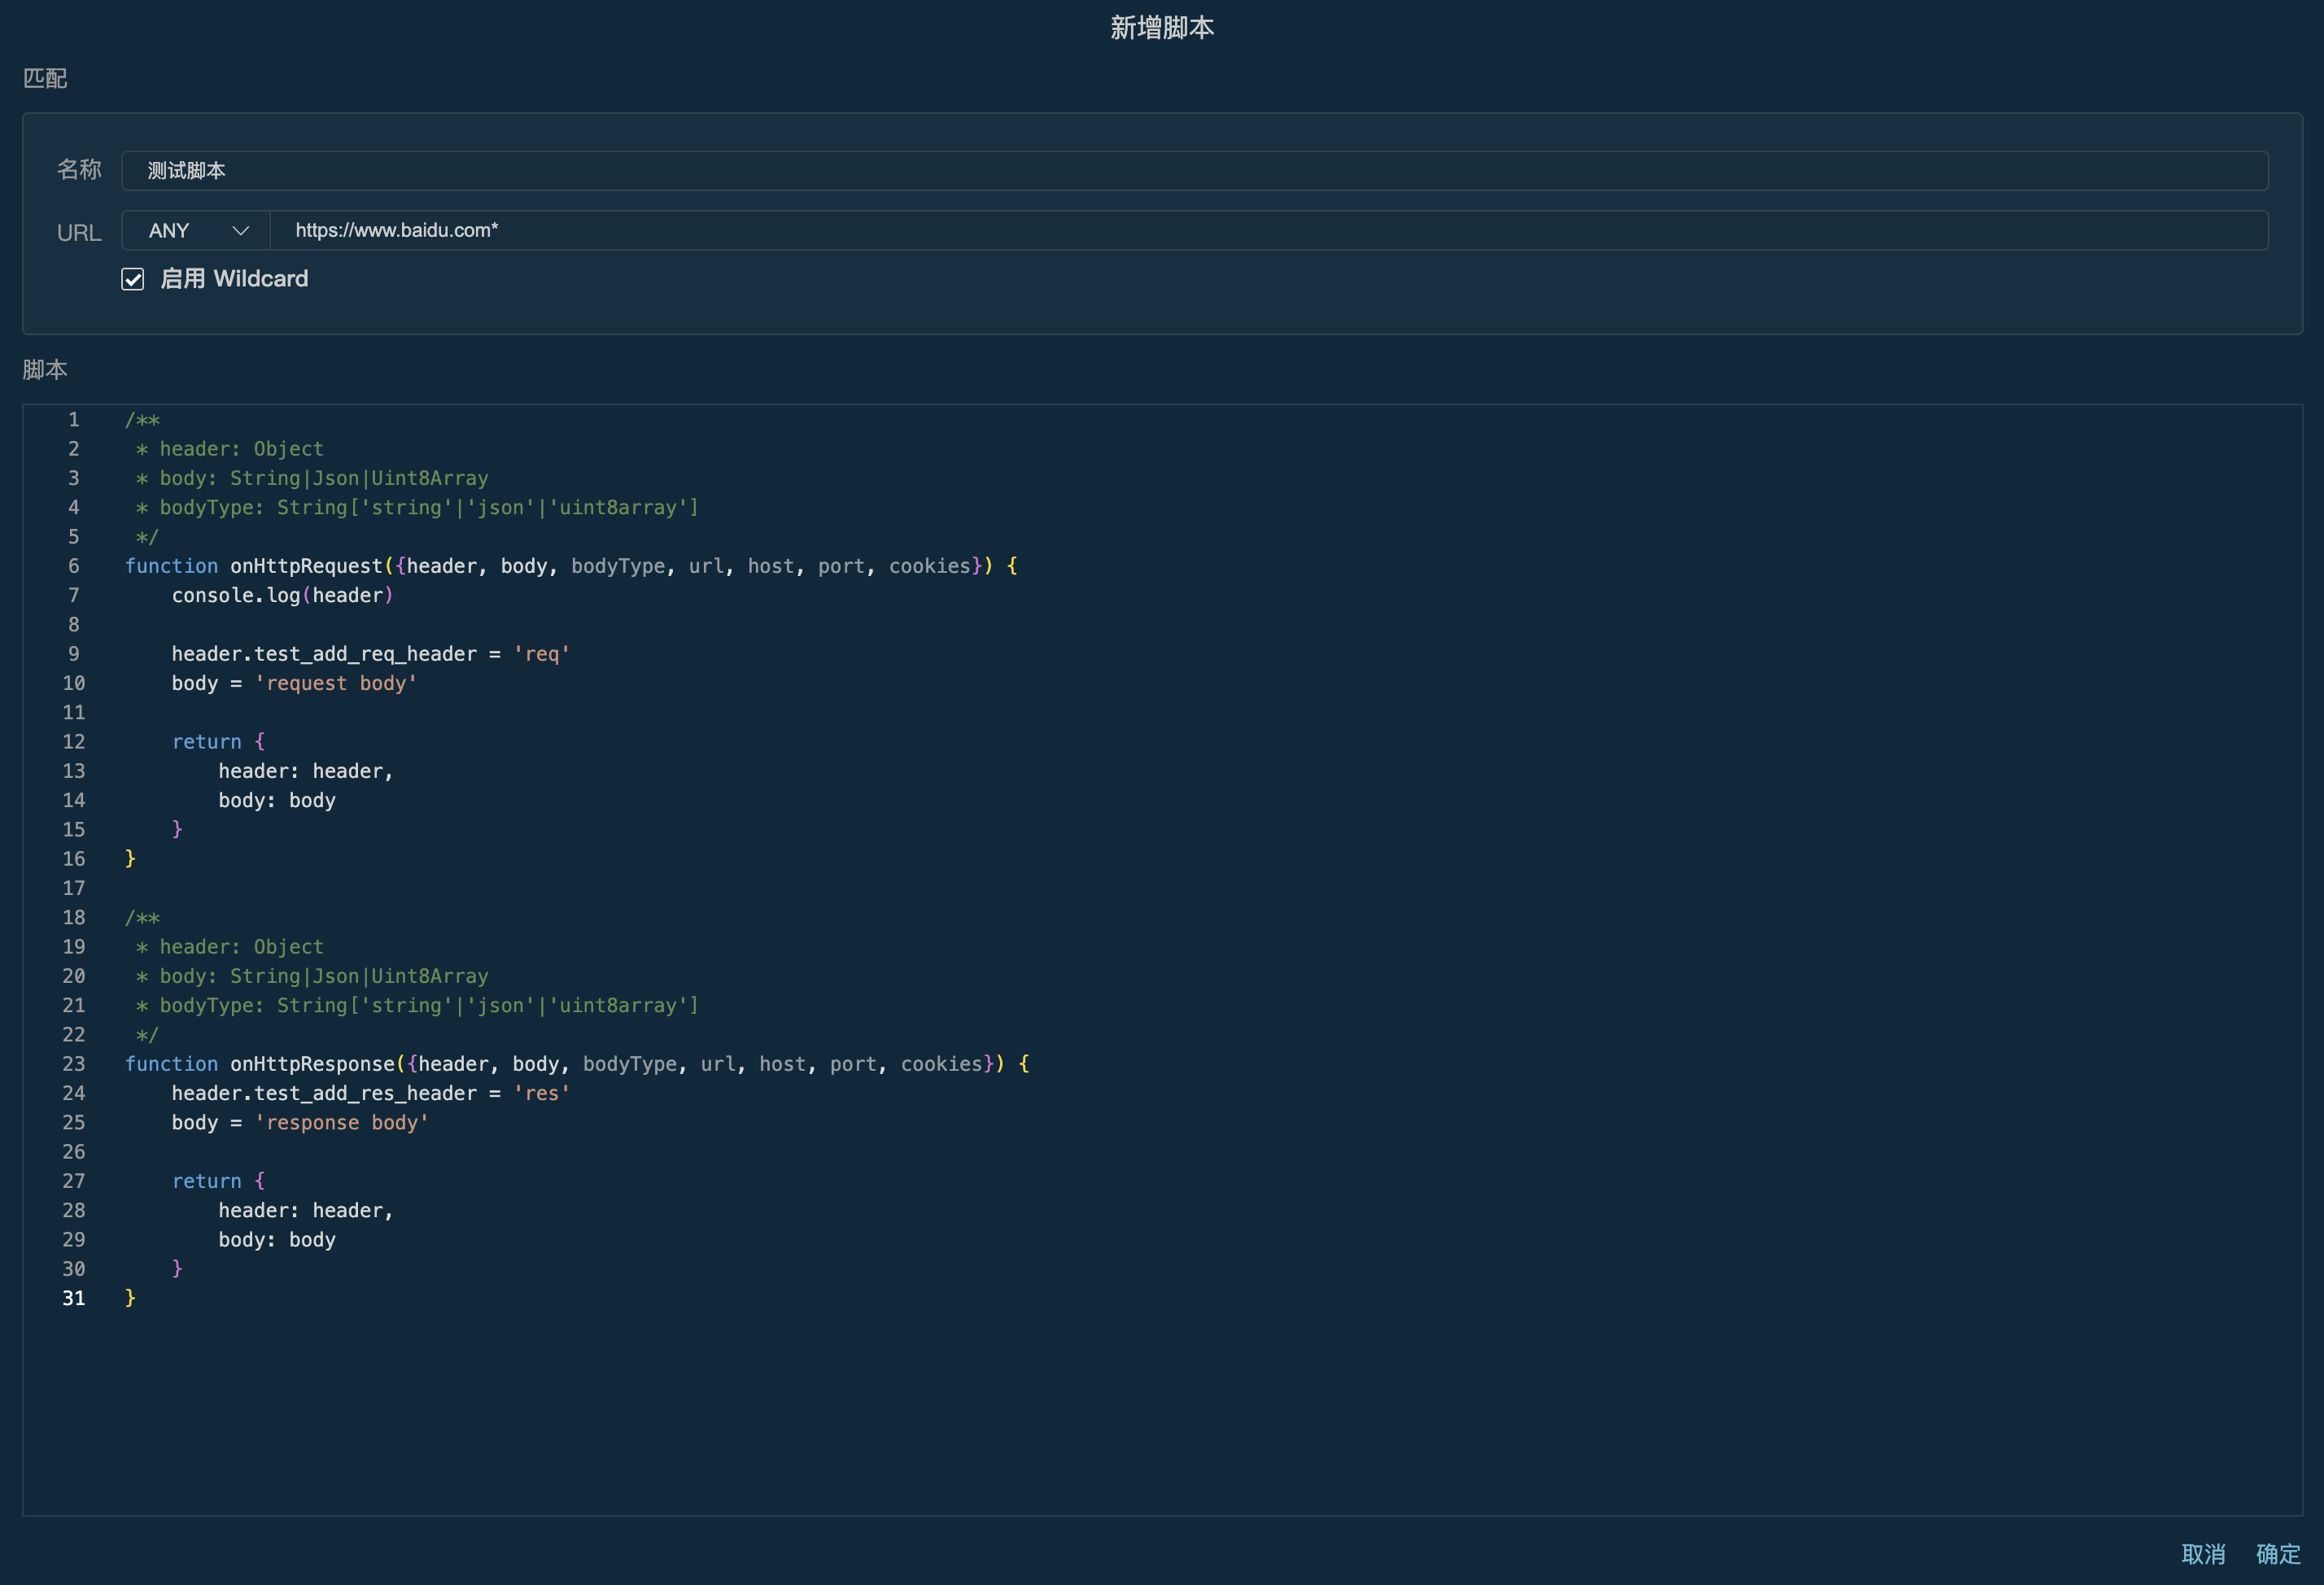 新增脚本
匹配
名称 测试脚本
URL ANY https://www.baidu.com*
启用 Wildcard
脚本
1 /**
2  * header: Object
3  * body: String|Json|Uint8Array
4  * bodyType: String['string'|'json'|'uint8array']
5  */
6 function onHttpRequest({header, body, bodyType, url, host, port, cookies}) {
7     console.log(header)
8
9     header.test_add_req_header = 'req'
10     body = 'request body'
11
12     return {
13         header: header,
14         body: body
15     }
16 }
17
18 /**
19  * header: Object
20  * body: String|Json|Uint8Array
21  * bodyType: String['string'|'json'|'uint8array']
22  */
23 function onHttpResponse({header, body, bodyType, url, host, port, cookies}) {
24     header.test_add_res_header = 'res'
25     body = 'response body'
26
27     return {
28         header: header,
29         body: body
30     }
31 }
取消 确定